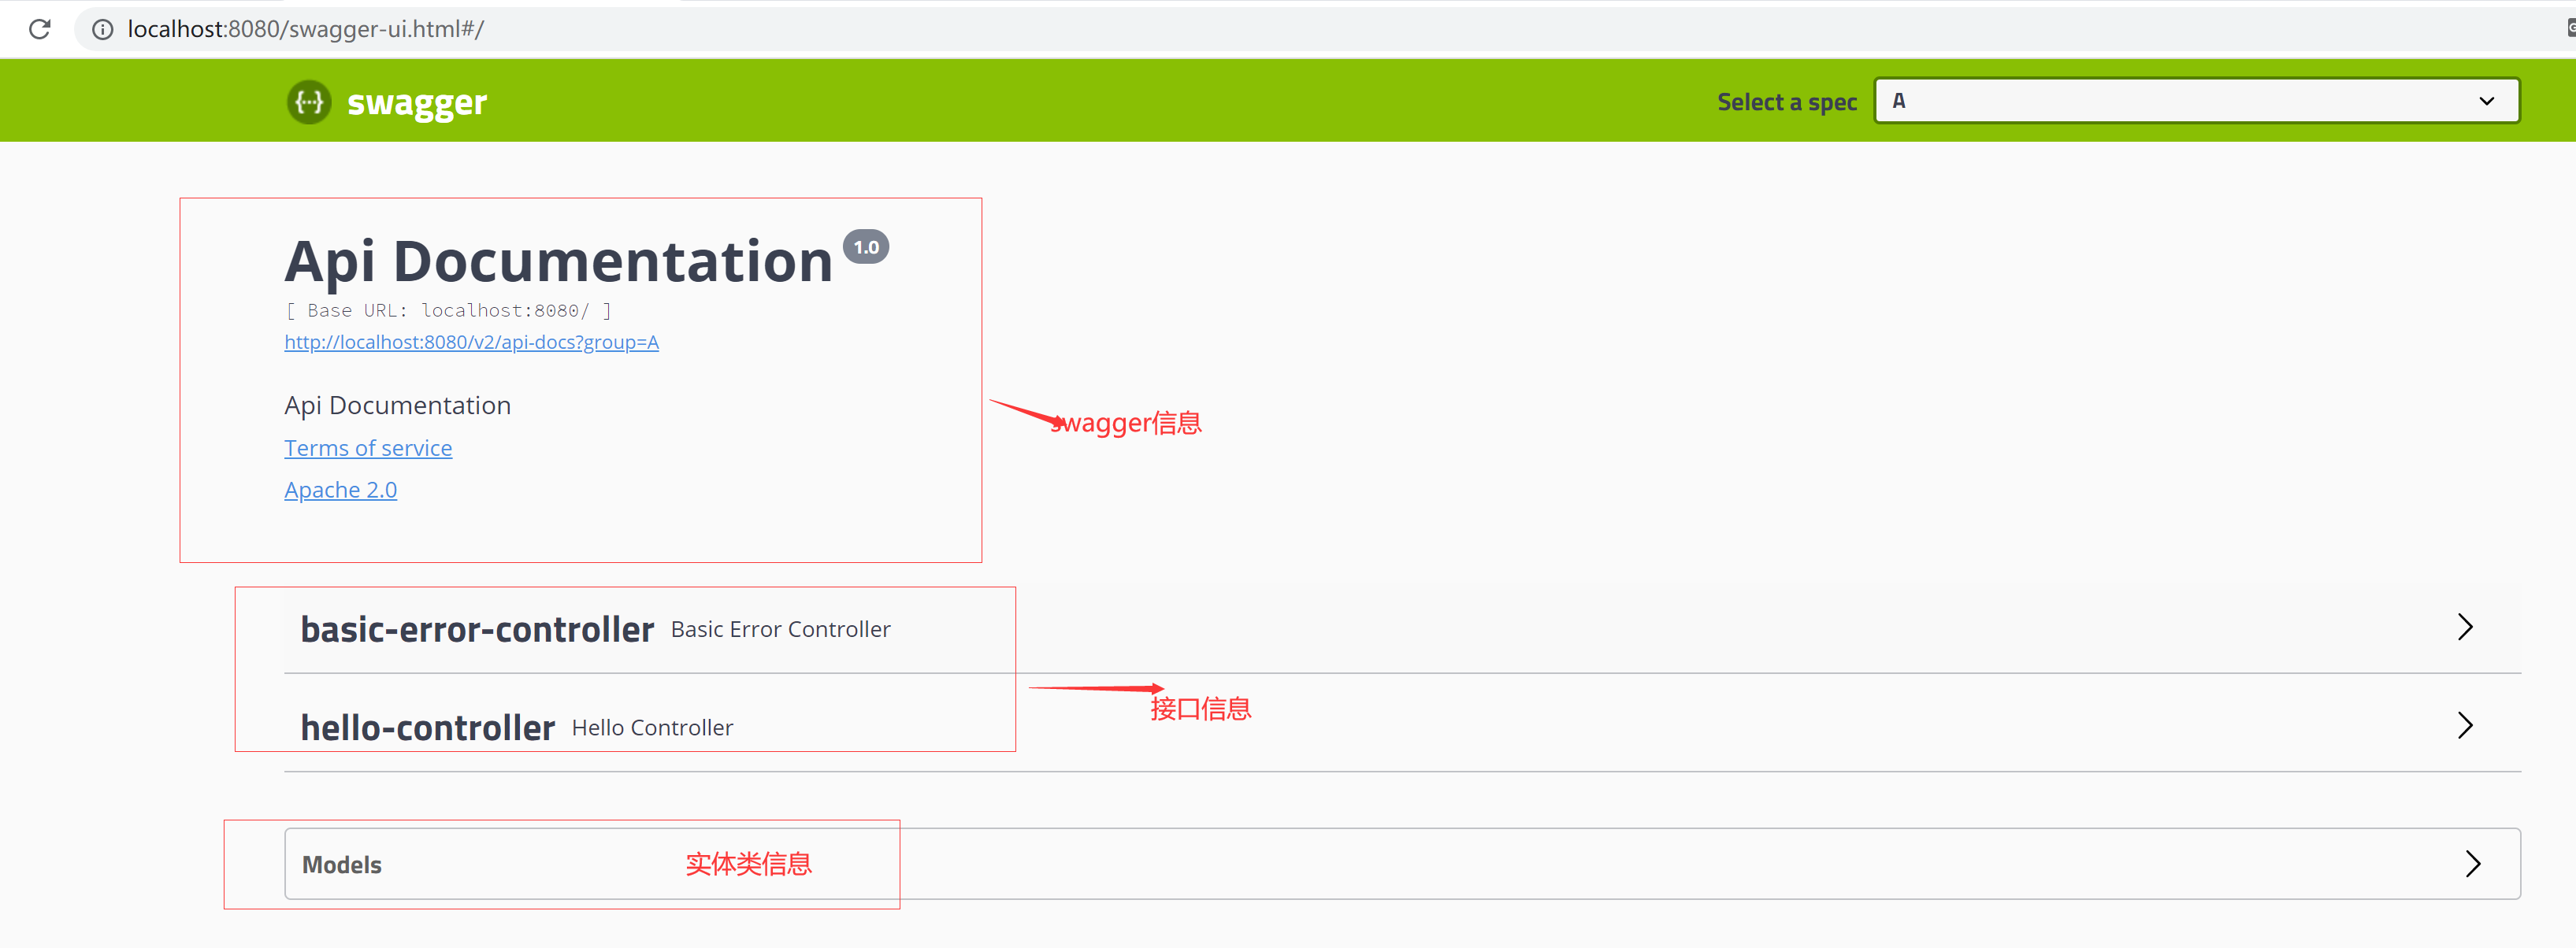 localhost:8080/swagger-ui.html#/
swagger
Select a spec
A
Api Documentation 1.0
[ Base URL: localhost:8080/ ]
http://localhost:8080/v2/api-docs?group=A
Api Documentation
swagger信息
Terms of service
Apache 2.0
basic-error-controller Basic Error Controller
接口信息
hello-controller Hello Controller
Models
实体类信息